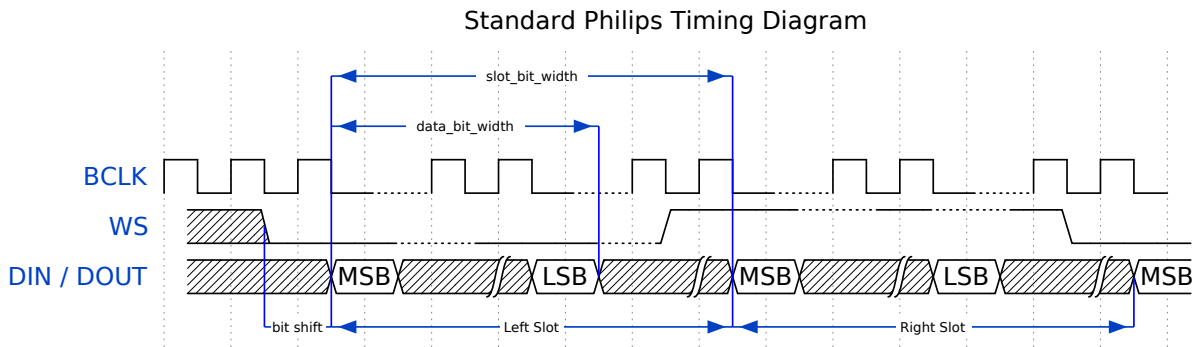 Standard Philips Timing Diagram
slot_bit_width
data_bit_width
BCLK
WS
DIN / DOUT
MSB
LSB
MSB
LSB
MSB
bit shift
Left Slot
Right Slot